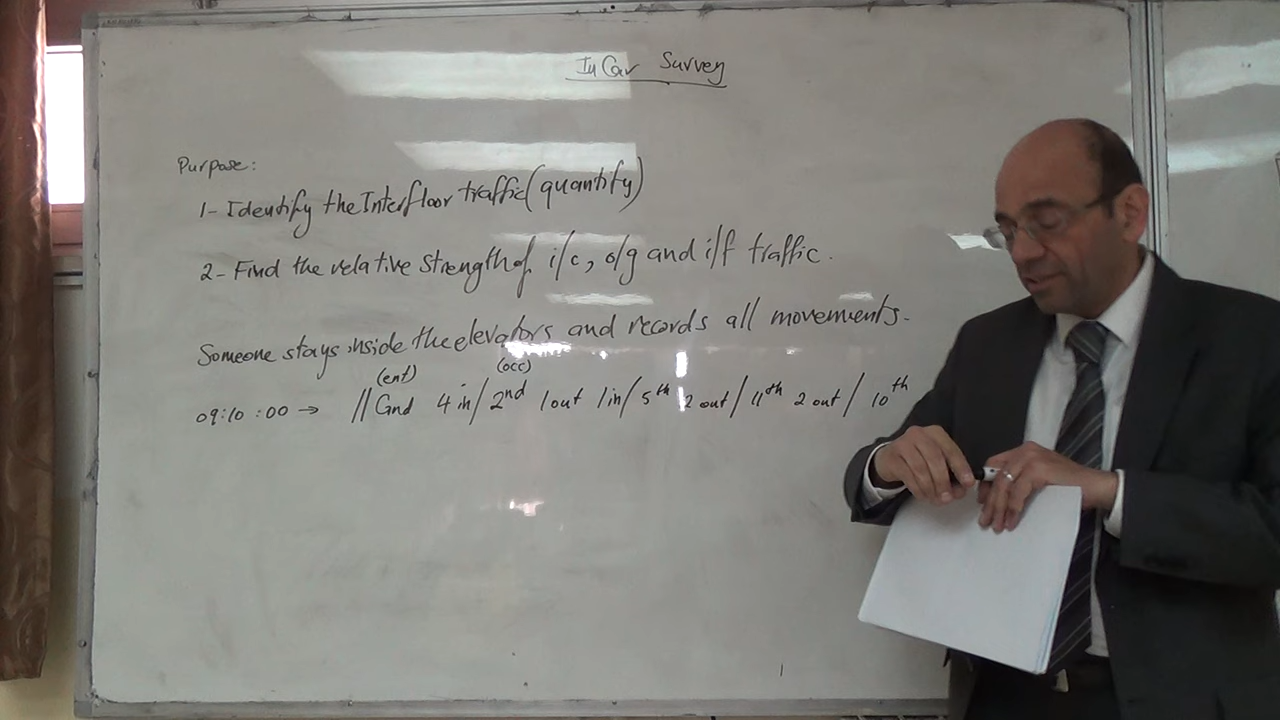 In Car Survey
Purpose:
1- Identify the Interfloor traffic (quantify)
2- Find the relative strength of i/c, o/g and i/f traffic.
Someone stays inside the elevators and records all movements.
(ent) (occ)
09:10:00 → // Gnd 4 in / 2nd 1 out 1 in / 5th 2 out / 11th 2 out / 10th